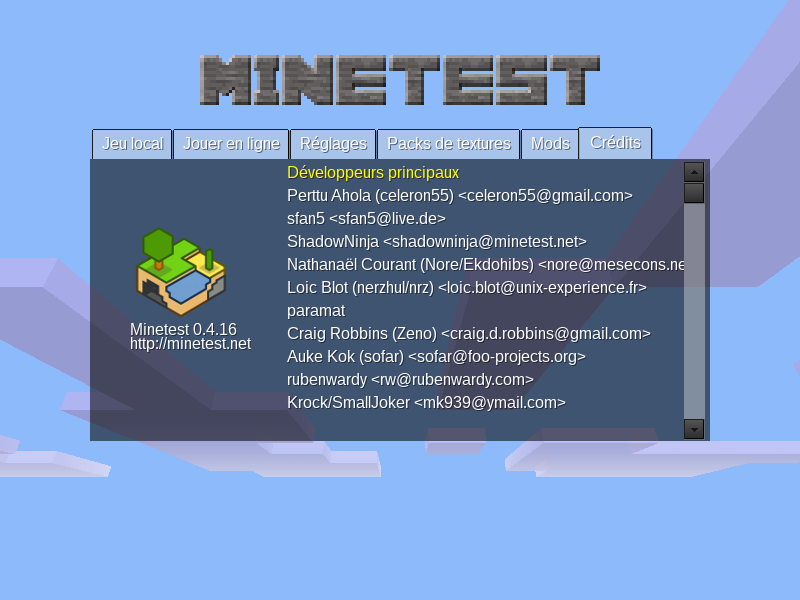 MINETEST
Jeu local Jouer en ligne Réglages Packs de textures Mods Crédits
Développeurs principaux
Perttu Ahola (celeron55) <celeron55@gmail.com>
sfan5 <sfan5@live.de>
ShadowNinja <shadowninja@minetest.net>
Nathanaël Courant (Nore/Ekdohibs) <nore@mesecons.ne
Loic Blot (nerzhul/nrz) <loic.blot@unix-experience.fr>
paramat
Craig Robbins (Zeno) <craig.d.robbins@gmail.com>
Auke Kok (sofar) <sofar@foo-projects.org>
rubenwardy <rw@rubenwardy.com>
Krock/SmallJoker <mk939@ymail.com>
Minetest 0.4.16
http://minetest.net